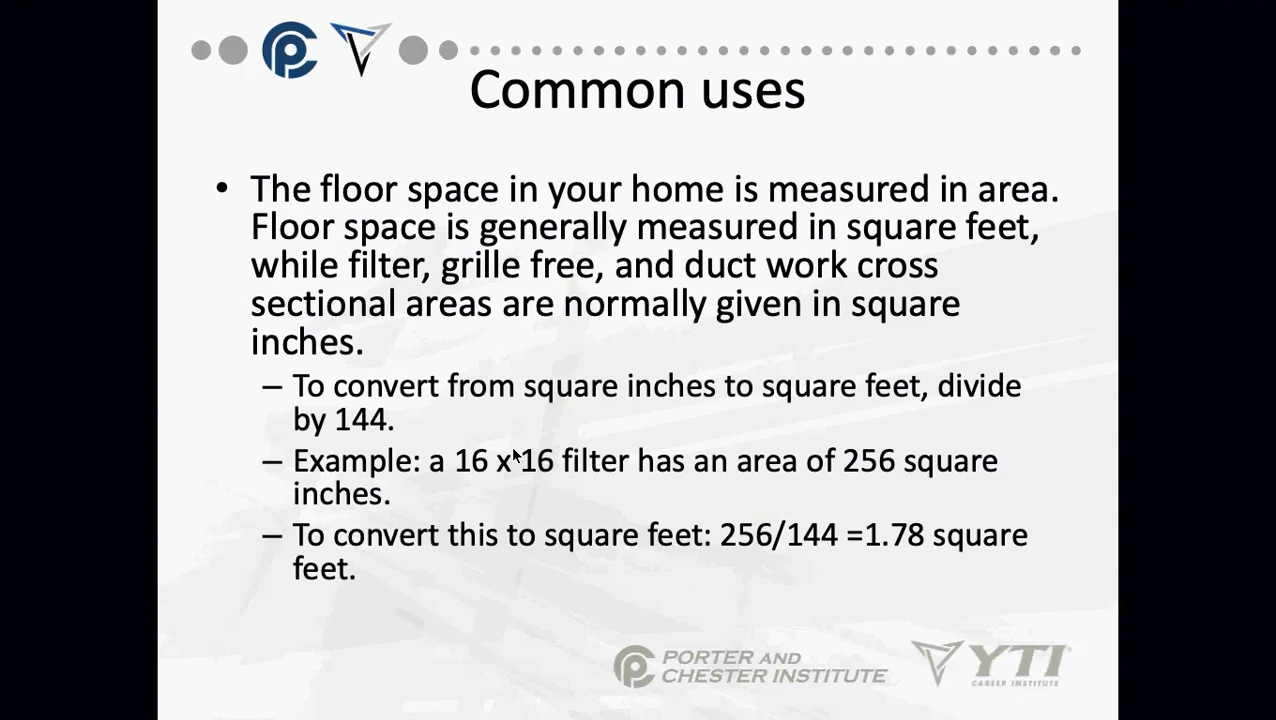 Common uses
• The floor space in your home is measured in area.
Floor space is generally measured in square feet,
while filter, grille free, and duct work cross
sectional areas are normally given in square
inches.
– To convert from square inches to square feet, divide
by 144.
– Example: a 16 x 16 filter has an area of 256 square
inches.
– To convert this to square feet: 256/144 =1.78 square
feet.
PORTER AND
CHESTER INSTITUTE
YTI
CAREER INSTITUTE